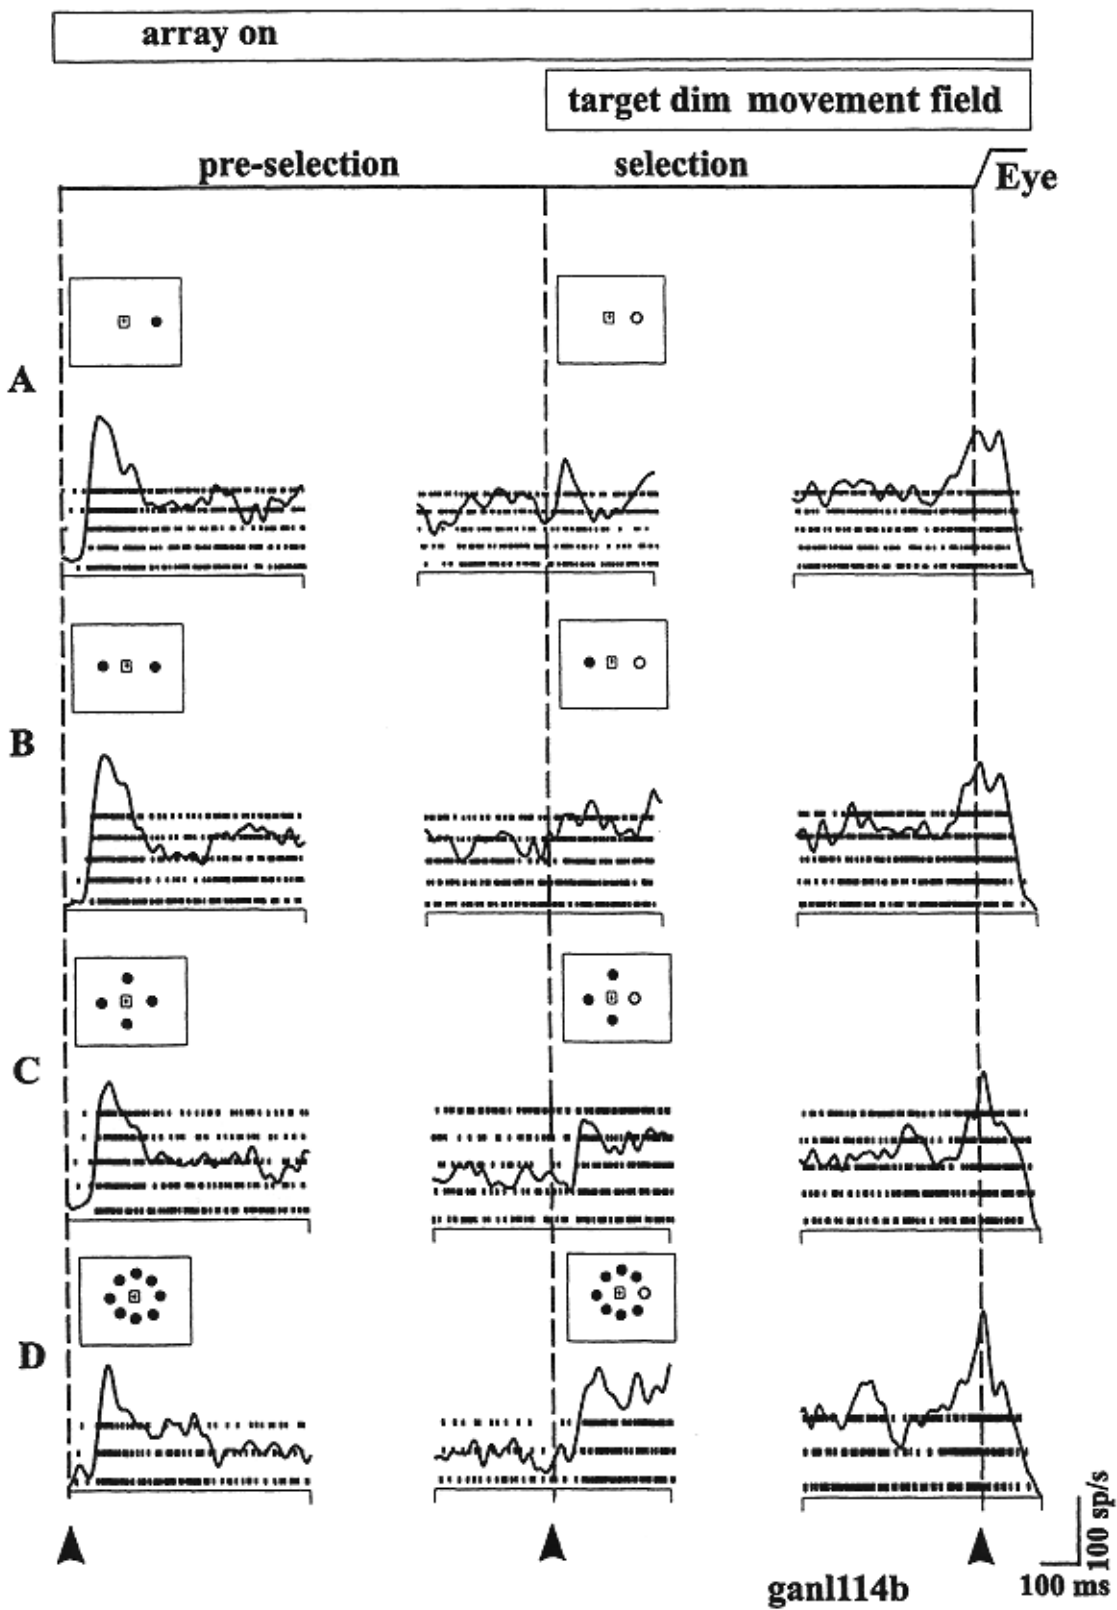 array on
target dim movement field
pre-selection selection
Eye
A
B
C
D
100 sp/s
100 ms
ganl114b